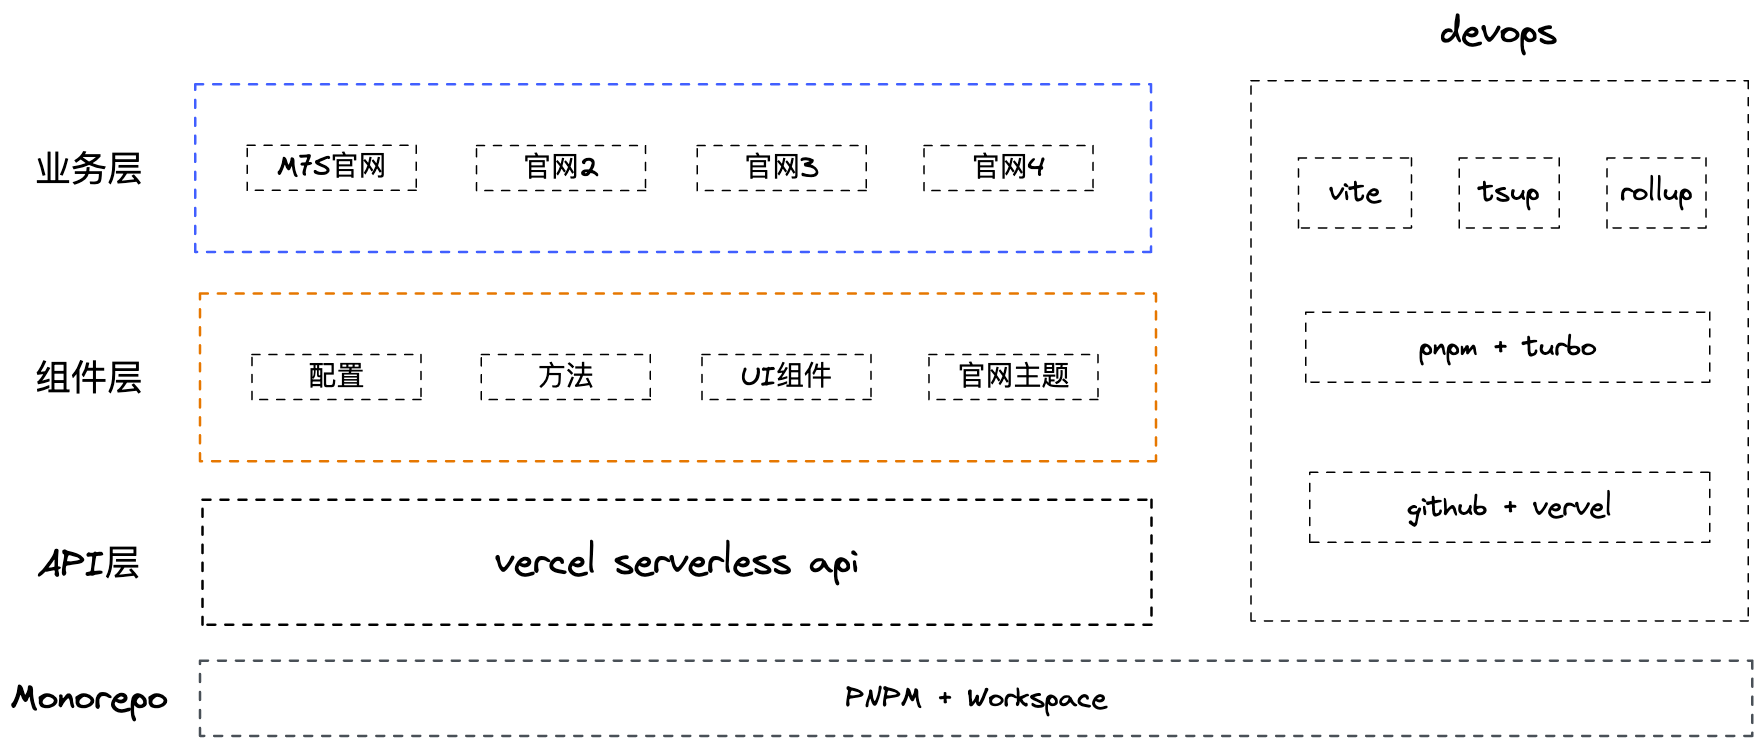 devops
业务层
M7S官网
官网2
官网3
官网4
vite
tsup
rollup
组件层
配置
方法
UI组件
官网主题
pnpm + turbo
github + vervel
API层
vercel serverless api
Monorepo
PNPM + Workspace